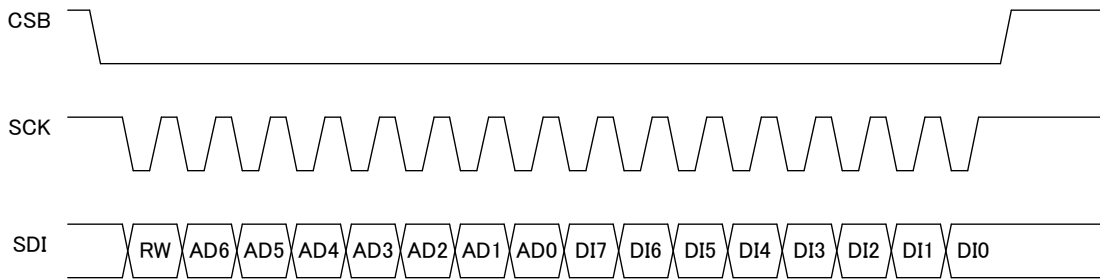 CSB
SCK
SDI RW AD6 AD5 AD4 AD3 AD2 AD1 AD0 DI7 DI6 DI5 DI4 DI3 DI2 DI1 DI0